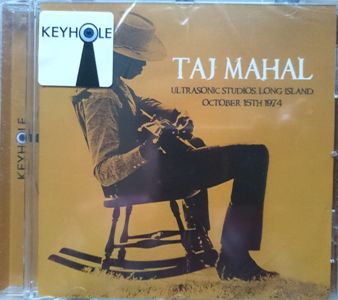 KEYHOLE
TAJ MAHAL
ULTRASONIC STUDIOS, LONG ISLAND
OCTOBER 15TH 1974
KEYHOLE